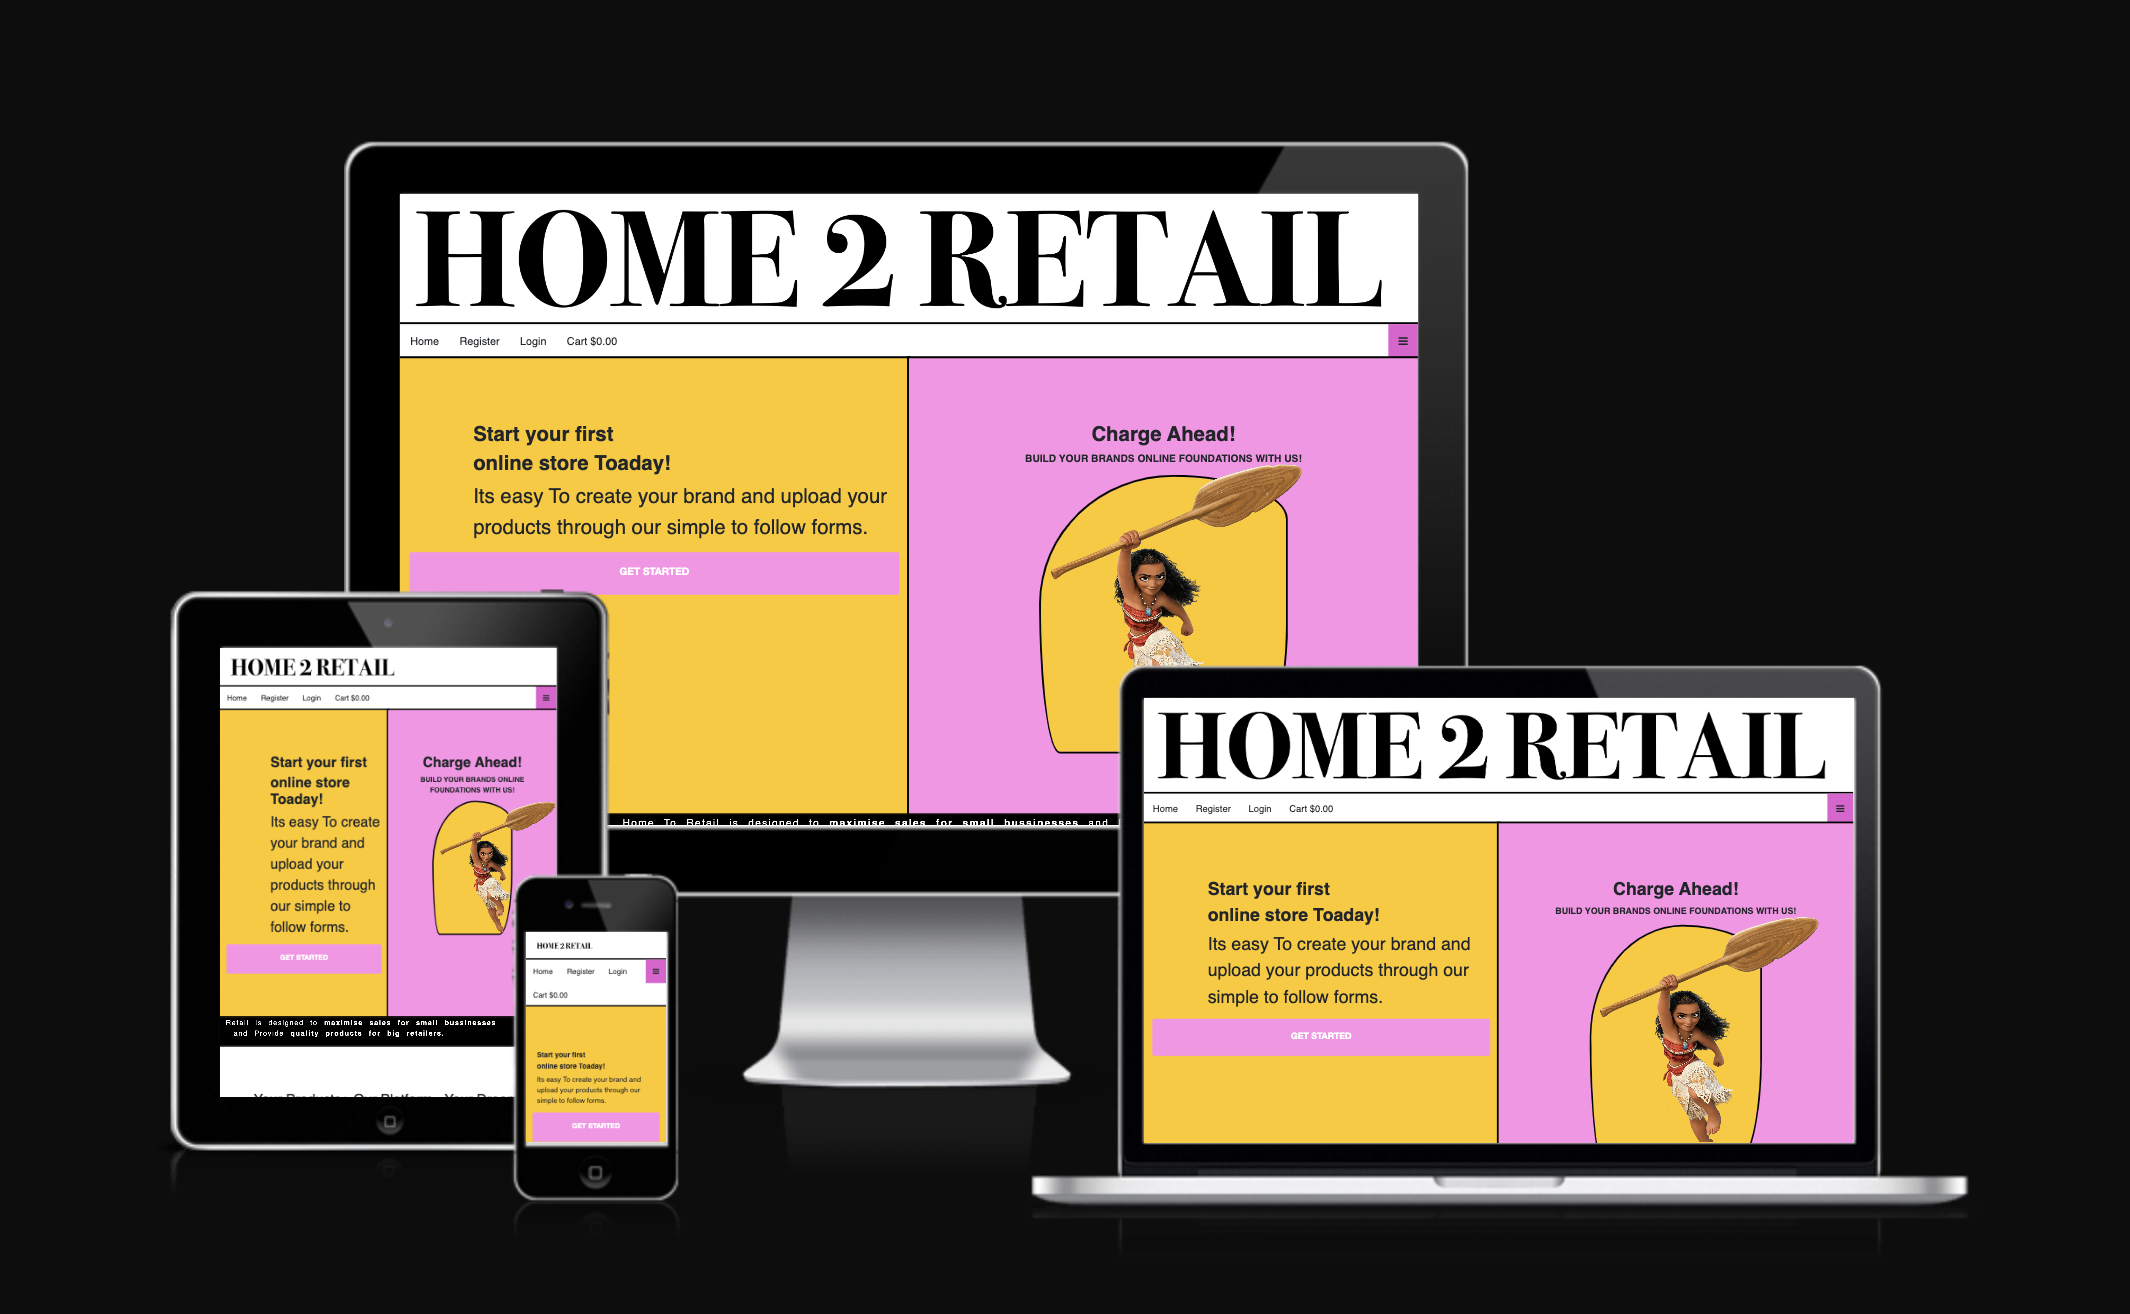 HOME 2 RETAIL
Home Register Login Cart $0.00
Start your first
online store Toaday!
Its easy To create your brand and upload your
products through our simple to follow forms.
GET STARTED
Charge Ahead!
BUILD YOUR BRANDS ONLINE FOUNDATIONS WITH US!
Home To Retail is designed to maximise sales for small bussinesses and
HOME 2 RETAIL
Home Register Login Cart $0.00
Start your first
online store
Toaday!
Its easy To create
your brand and
upload your
products through
our simple to
follow forms.
GET STARTED
Charge Ahead!
BUILD YOUR BRANDS ONLINE
FOUNDATIONS WITH US!
Retail is designed to maximise sales for small bussinesses
and Provide quality products for big retailers.
HOME 2 RETAIL
Home Register Login
Cart $0.00
Start your first
online store Toaday!
Its easy To create your brand and
upload your products through our
simple to follow forms.
GET STARTED
HOME 2 RETAIL
Home Register Login Cart $0.00
Start your first
online store Toaday!
Its easy To create your brand and
upload your products through our
simple to follow forms.
GET STARTED
Charge Ahead!
BUILD YOUR BRANDS ONLINE FOUNDATIONS WITH US!